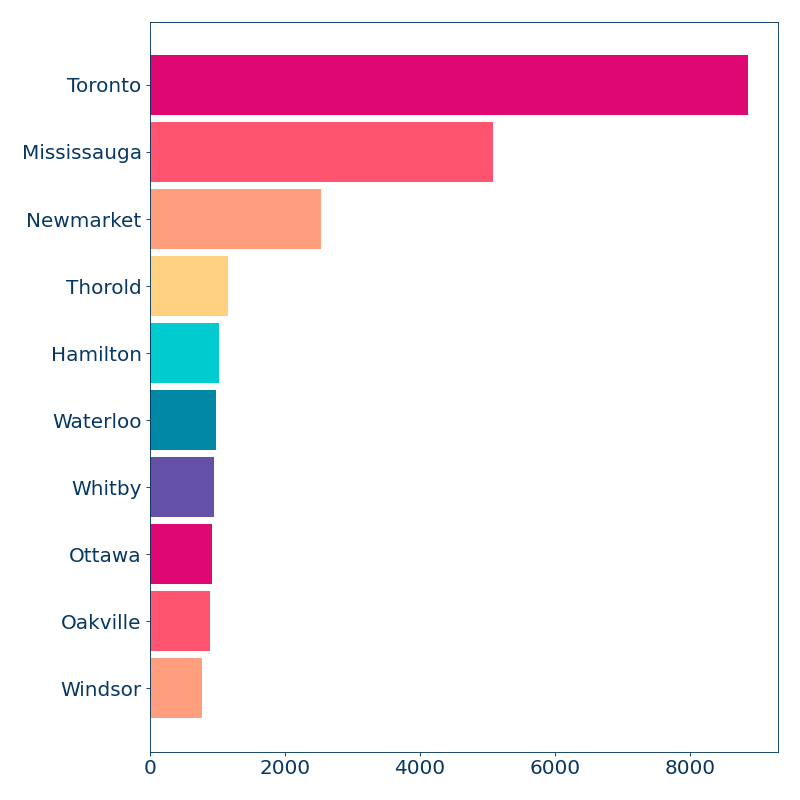 Toronto
Mississauga
Newmarket
Thorold
Hamilton
Waterloo
Whitby
Ottawa
Oakville
Windsor
0 2000 4000 6000 8000